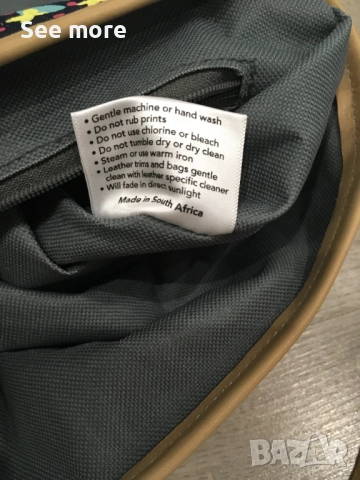 See more
• Gentle machine or hand wash
• Do not rub prints
• Do not use chlorine or bleach
• Do not tumble dry or dry clean
• Steam or use warm iron
• Leather trims and bags gentle
clean with leather specific cleaner
• Will fade in direct sunlight
Made in South Africa
BAZAR